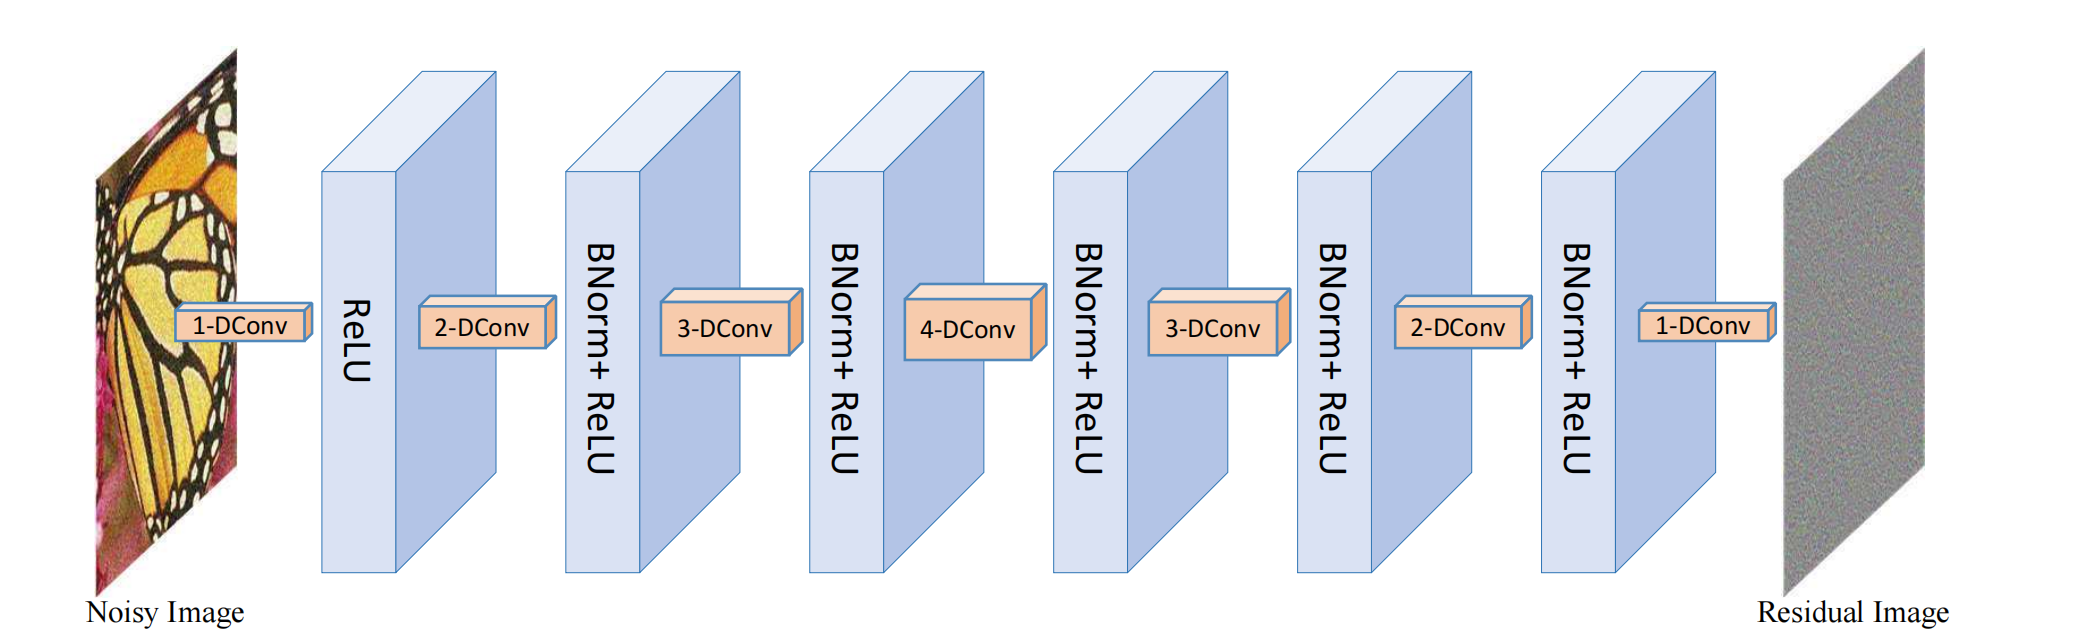 1-DConv
ReLU
2-DConv
BNorm+ ReLU
3-DConv
BNorm+ ReLU
4-DConv
BNorm+ ReLU
3-DConv
BNorm+ ReLU
2-DConv
BNorm+ ReLU
1-DConv
Noisy Image
Residual Image